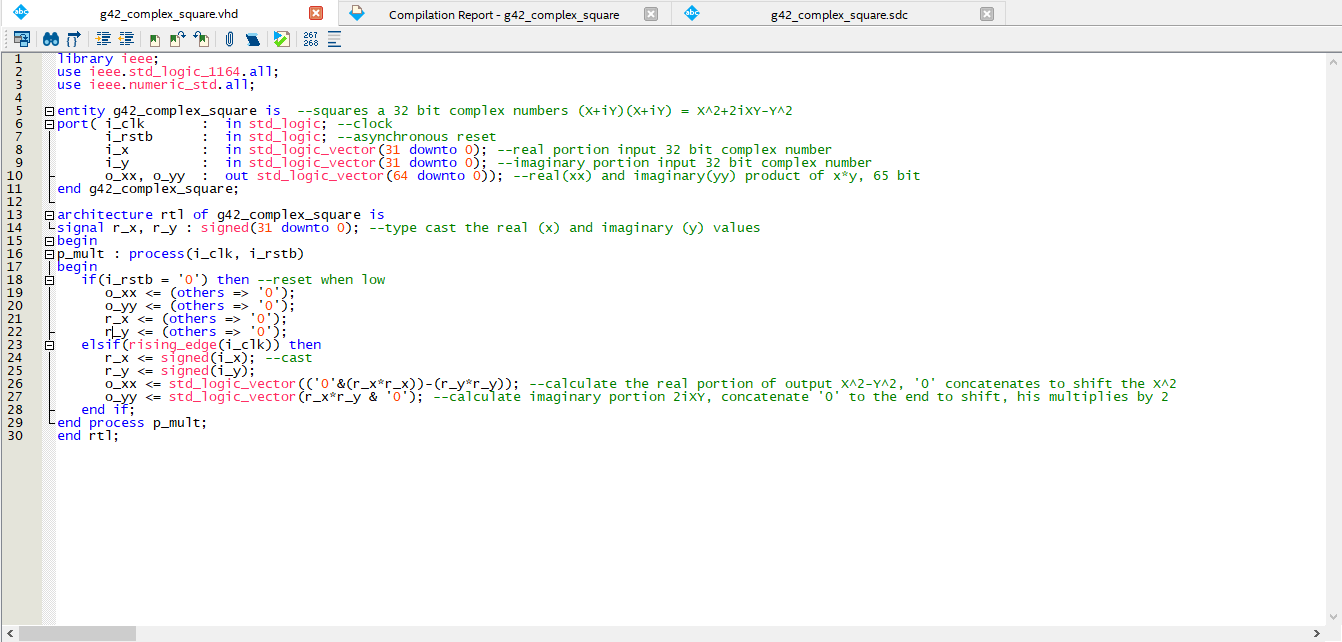 g42_complex_square.vhd
Compilation Report - g42_complex_square
g42_complex_square.sdc
267
268
1 library ieee;
2 use ieee.std_logic_1164.all;
3 use ieee.numeric_std.all;
4
5 entity g42_complex_square is  --squares a 32 bit complex numbers (X+iY)(X+iY) = X^2+2iXY-Y^2
6 port( i_clk       :  in std_logic; --clock
7       i_rstb      :  in std_logic; --asynchronous reset
8       i_x         :  in std_logic_vector(31 downto 0); --real portion input 32 bit complex number
9       i_y         :  in std_logic_vector(31 downto 0); --imaginary portion input 32 bit complex number
10       o_xx, o_yy  :  out std_logic_vector(64 downto 0)); --real(xx) and imaginary(yy) product of x*y, 65 bit
11 end g42_complex_square;
12
13 architecture rtl of g42_complex_square is
14 signal r_x, r_y : signed(31 downto 0); --type cast the real (x) and imaginary (y) values
15 begin
16 p_mult : process(i_clk, i_rstb)
17 begin
18    if(i_rstb = '0') then --reset when low
19       o_xx <= (others => '0');
20       o_yy <= (others => '0');
21       r_x <= (others => '0');
22       r_y <= (others => '0');
23    elsif(rising_edge(i_clk)) then
24       r_x <= signed(i_x); --cast
25       r_y <= signed(i_y);
26       o_xx <= std_logic_vector(('0'&(r_x*r_x))-(r_y*r_y)); --calculate the real portion of output X^2-Y^2, '0' concatenates to shift the X^2
27       o_yy <= std_logic_vector(r_x*r_y & '0'); --calculate imaginary portion 2iXY, concatenate '0' to the end to shift, his multiplies by 2
28    end if;
29 end process p_mult;
30 end rtl;